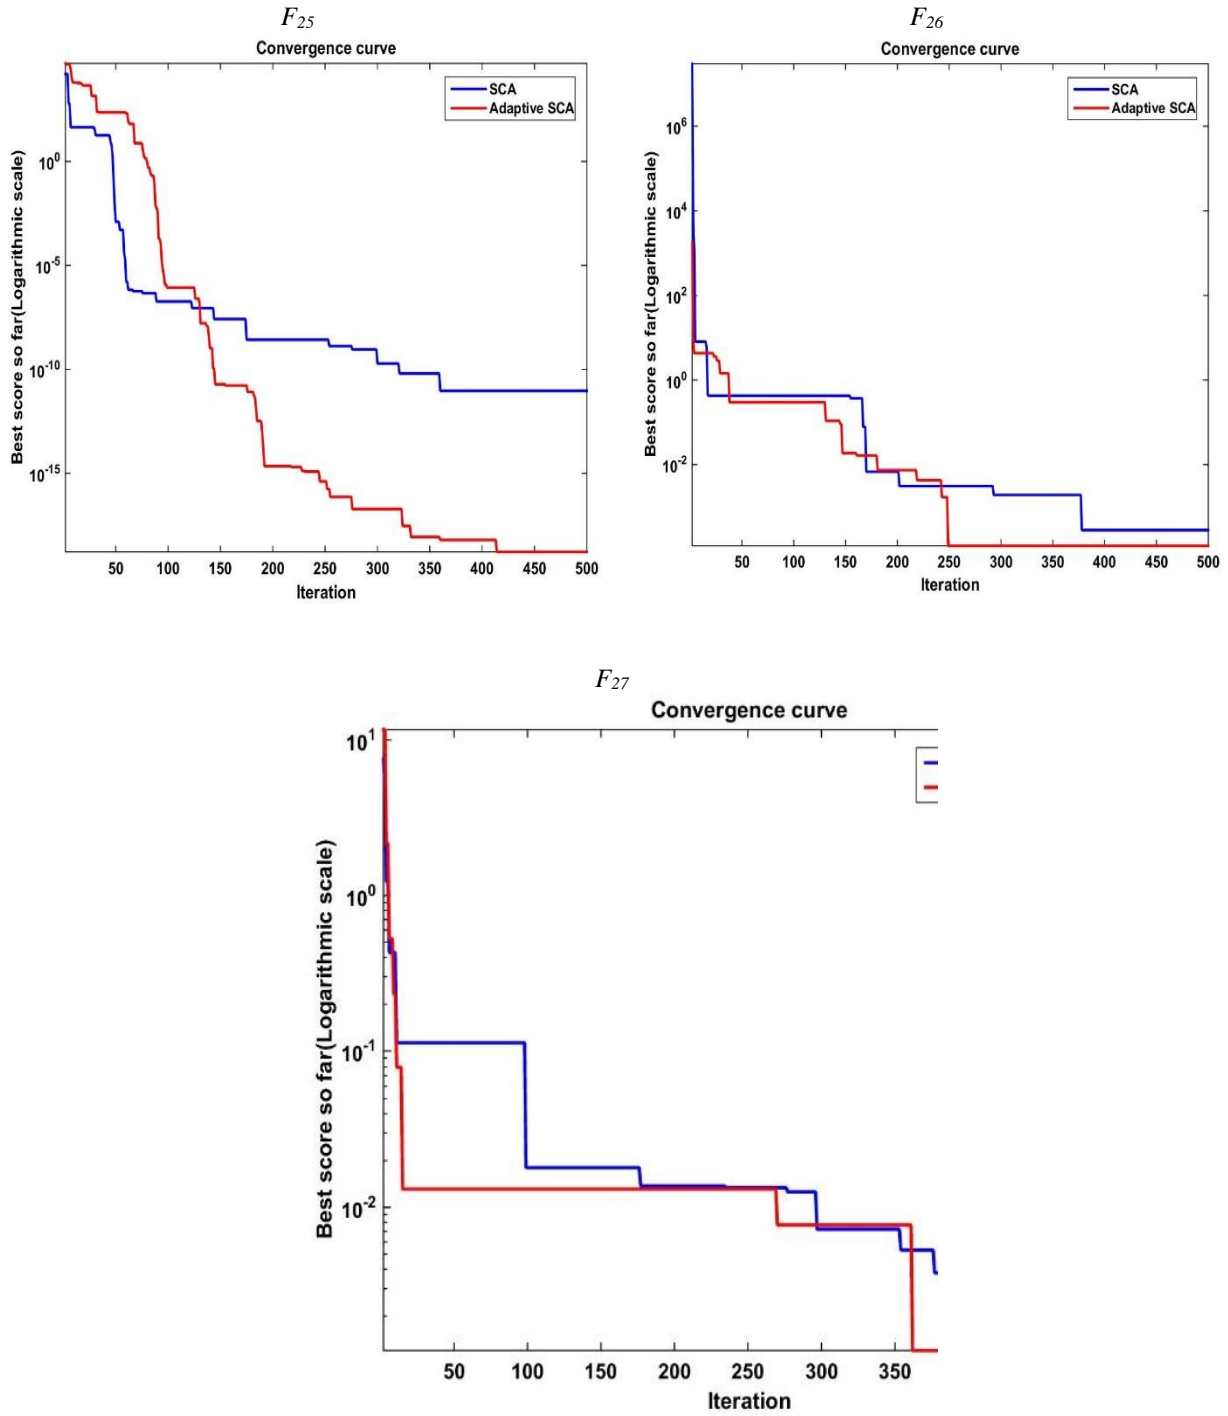 F25
Convergence curve
SCA
Adaptive SCA
Best score so far(Logarithmic scale)
10^0
10^-5
10^-10
10^-15
50 100 150 200 250 300 350 400 450 500
Iteration
F26
Convergence curve
SCA
Adaptive SCA
Best score so far(Logarithmic scale)
10^6
10^4
10^2
10^0
10^-2
50 100 150 200 250 300 350 400 450 500
Iteration
F27
Convergence curve
Best score so far(Logarithmic scale)
10^1
10^0
10^-1
10^-2
50 100 150 200 250 300 350
Iteration